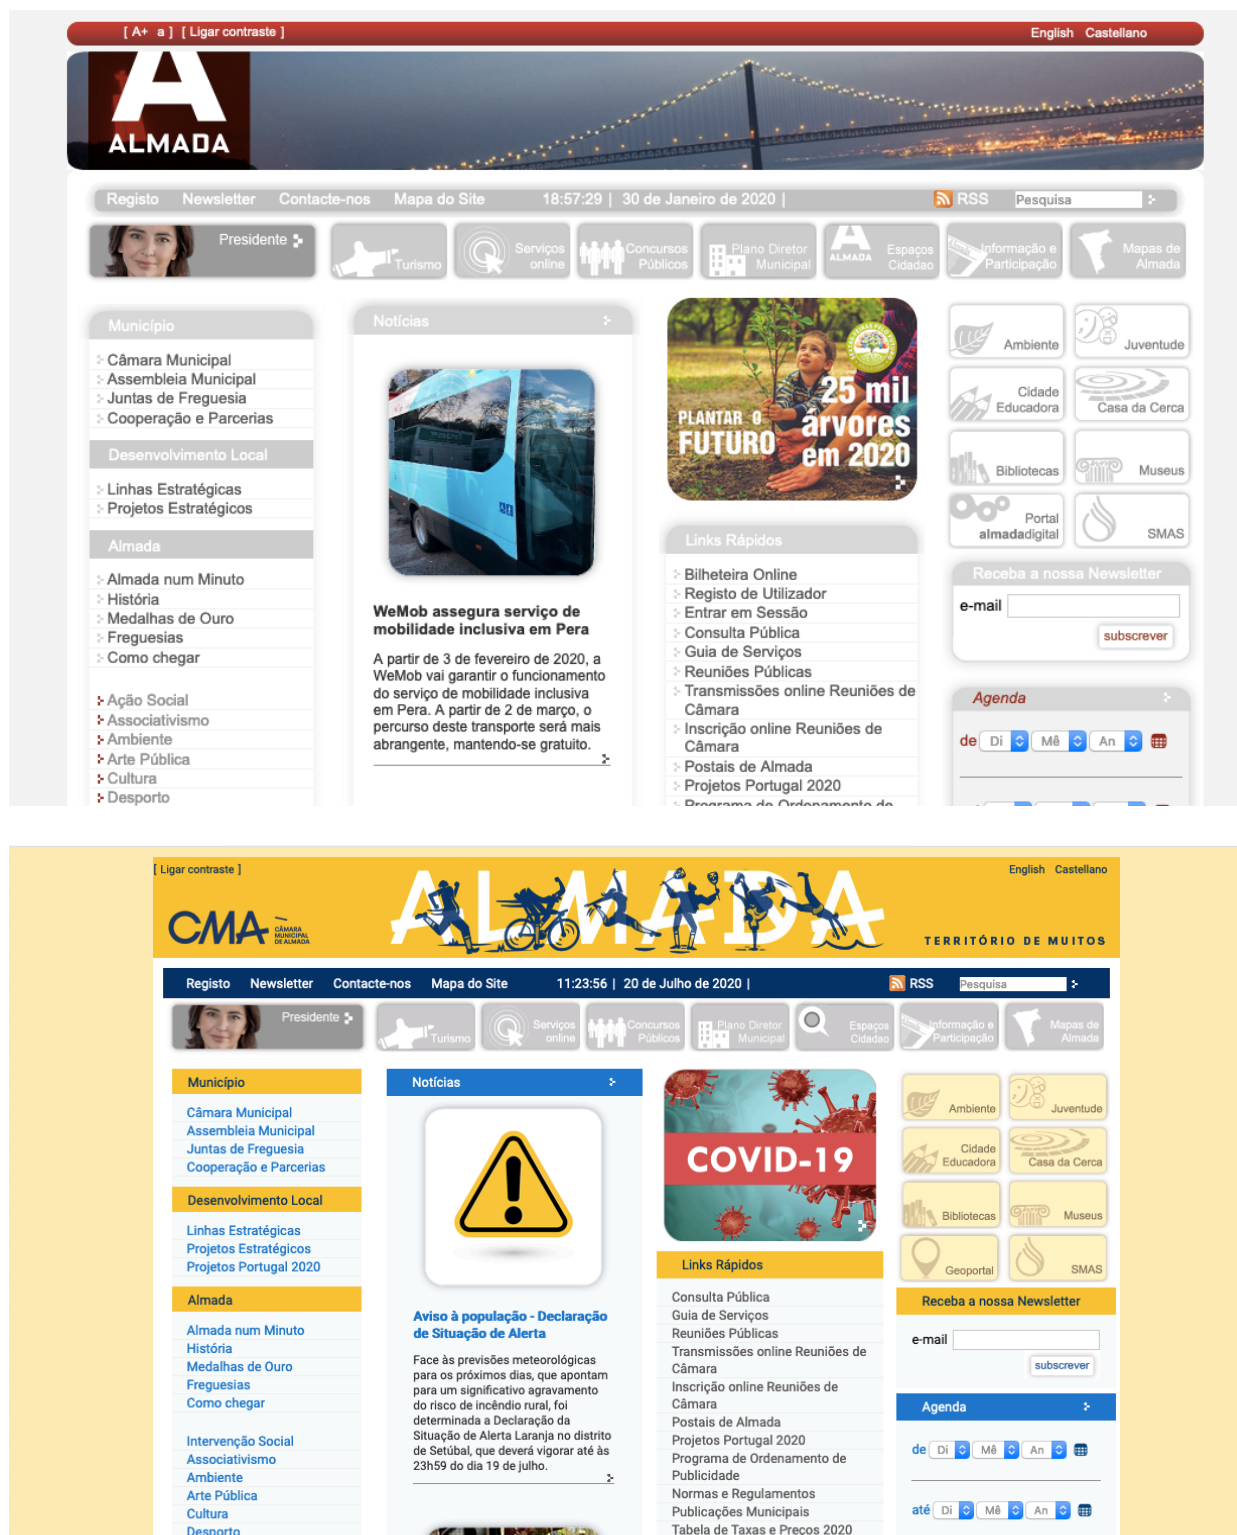 [ A+ a ] [ Ligar contraste ]
English Castellano
A
ALMADA
Registo Newsletter Contacte-nos Mapa do Site 18:57:29 | 30 de Janeiro de 2020 | RSS Pesquisa
Presidente
Turismo
Serviços
online
Concursos
Públicos
Plano Diretor
Municipal
ALMADA
Espaços
Cidadao
Informação e
Participação
Mapas de
Almada
Município
Câmara Municipal
Assembleia Municipal
Juntas de Freguesia
Cooperação e Parcerias
Desenvolvimento Local
Linhas Estratégicas
Projetos Estratégicos
Almada
Almada num Minuto
História
Medalhas de Ouro
Freguesias
Como chegar
Ação Social
Associativismo
Ambiente
Arte Pública
Cultura
Desporto
Notícias
WeMob assegura serviço de
mobilidade inclusiva em Pera
A partir de 3 de fevereiro de 2020, a
WeMob vai garantir o funcionamento
do serviço de mobilidade inclusiva
em Pera. A partir de 2 de março, o
percurso deste transporte será mais
abrangente, mantendo-se gratuito.
PLANTAR O
FUTURO
25 mil
árvores
em 2020
Links Rápidos
Bilheteira Online
Registo de Utilizador
Entrar em Sessão
Consulta Pública
Guia de Serviços
Reuniões Públicas
Transmissões online Reuniões de
Câmara
Inscrição online Reuniões de
Câmara
Postais de Almada
Projetos Portugal 2020
Programa de Ordenamento de
Ambiente
Juventude
Cidade
Educadora
Casa da Cerca
Bibliotecas
Museus
Portal
almadadigital
SMAS
Receba a nossa Newsletter
e-mail
subscrever
Agenda
de Di Mê An
[ Ligar contraste ]
English Castellano
CMA
CÂMARA
MUNICIPAL
DE ALMADA
ALMADA
TERRITÓRIO DE MUITOS
Registo Newsletter Contacte-nos Mapa do Site 11:23:56 | 20 de Julho de 2020 | RSS Pesquisa
Presidente
Turismo
Serviços
online
Concursos
Públicos
Plano Diretor
Municipal
Espaços
Cidadao
Informação e
Participação
Mapas de
Almada
Município
Câmara Municipal
Assembleia Municipal
Juntas de Freguesia
Cooperação e Parcerias
Desenvolvimento Local
Linhas Estratégicas
Projetos Estratégicos
Projetos Portugal 2020
Almada
Almada num Minuto
História
Medalhas de Ouro
Freguesias
Como chegar
Intervenção Social
Associativismo
Ambiente
Arte Pública
Cultura
Desporto
Notícias
Aviso à população - Declaração
de Situação de Alerta
Face às previsões meteorológicas
para os próximos dias, que apontam
para um significativo agravamento
do risco de incêndio rural, foi
determinada a Declaração da
Situação de Alerta Laranja no distrito
de Setúbal, que deverá vigorar até às
23h59 do dia 19 de julho.
COVID-19
Links Rápidos
Consulta Pública
Guia de Serviços
Reuniões Públicas
Transmissões online Reuniões de
Câmara
Inscrição online Reuniões de
Câmara
Postais de Almada
Projetos Portugal 2020
Programa de Ordenamento de
Publicidade
Normas e Regulamentos
Publicações Municipais
Tabela de Taxas e Preços 2020
Ambiente
Juventude
Cidade
Educadora
Casa da Cerca
Bibliotecas
Museus
Geoportal
SMAS
Receba a nossa Newsletter
e-mail
subscrever
Agenda
de Di Mê An
até Di Mê An